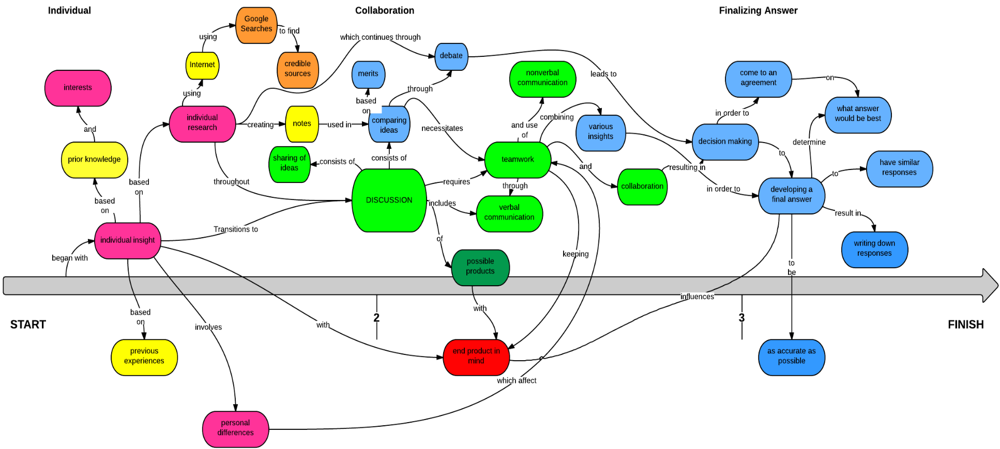 Individual
Collaboration
Finalizing Answer
Google
Searches
to find
using
which continues through
Internet
credible
sources
debate
merits
nonverbal
communication
leads to
come to an
agreement
on
interests
using
through
based
on
what answer
would be best
individual
research
creating
notes
used in
comparing
ideas
necessitates
and use
of
combining
various
insights
in order to
decision making
determine
and
prior knowledge
sharing of
ideas
consists of
consists of
teamwork
and
resulting in
to
have similar
responses
to
based
on
throughout
requires
through
collaboration
in order to
developing a
final answer
DISCUSSION
includes
verbal
communication
result in
based
on
Transitions to
individual insight
of
began with
keeping
writing down
responses
possible
products
to
be
influences
based
on
with
involves
with
2
3
START
FINISH
previous
experiences
end product in
mind
as accurate as
possible
which affect
personal
differences